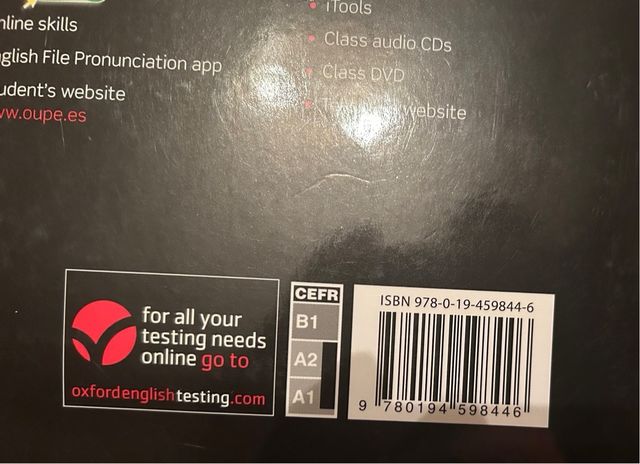 nline skills
glish File Pronunciation app
udent's website
w.oupe.es
iTools
Class audio CDs
Class DVD
website
for all your
testing needs
online go to
oxfordenglishtesting.com
CEFR
B1
A2
A1
ISBN 978-0-19-459844-6
9 780194 598446